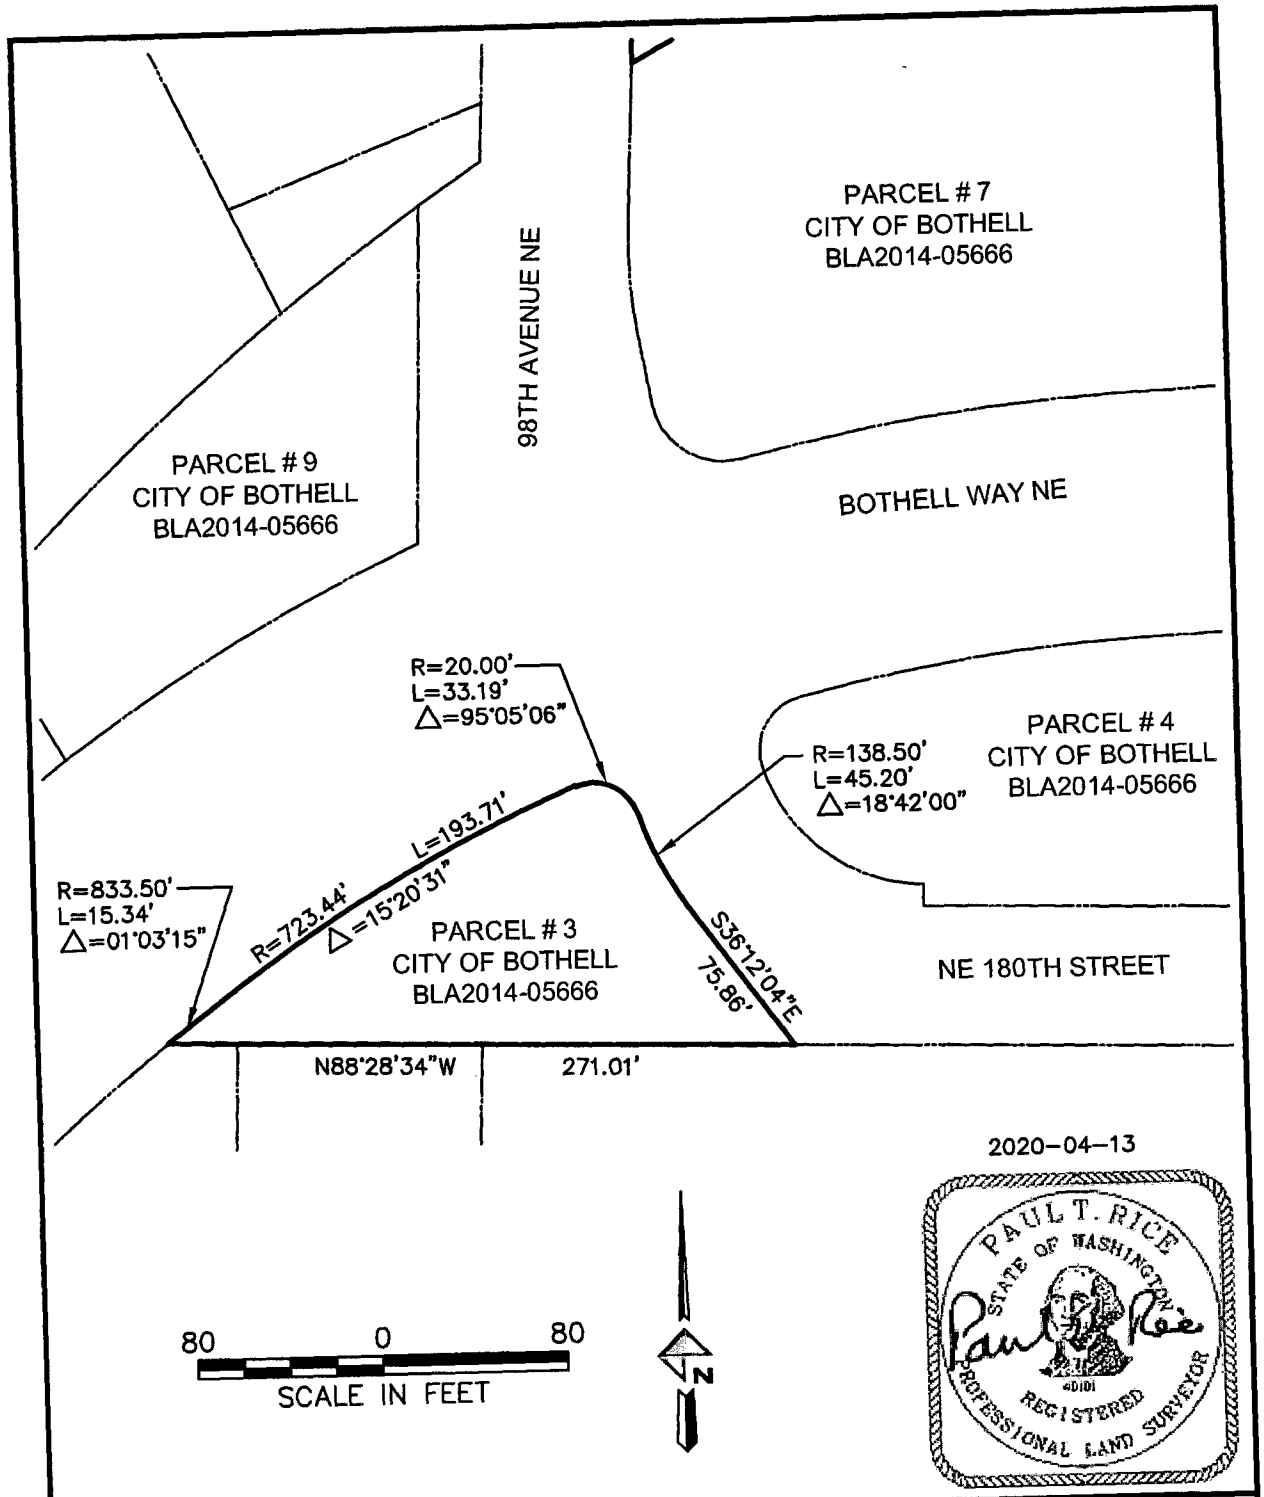 PARCEL # 7
CITY OF BOTHELL
BLA2014-05666
98TH AVENUE NE
PARCEL # 9
CITY OF BOTHELL
BLA2014-05666
BOTHELL WAY NE
R=20.00'
L=33.19'
△=95°05'06"
PARCEL # 4
CITY OF BOTHELL
BLA2014-05666
R=138.50'
L=45.20'
△=18°42'00"
R=833.50'
L=15.34'
△=01°03'15"
L=193.71'
R=723.44'
△=15°20'31"
PARCEL # 3
CITY OF BOTHELL
BLA2014-05666
S36°12'04"E
75.86'
NE 180TH STREET
N88°28'34"W 271.01'
2020-04-13
PAUL T. RICE
STATE OF WASHINGTON
Paul T. Rice
40101
REGISTERED
PROFESSIONAL LAND SURVEYOR
80 0 80
SCALE IN FEET
N